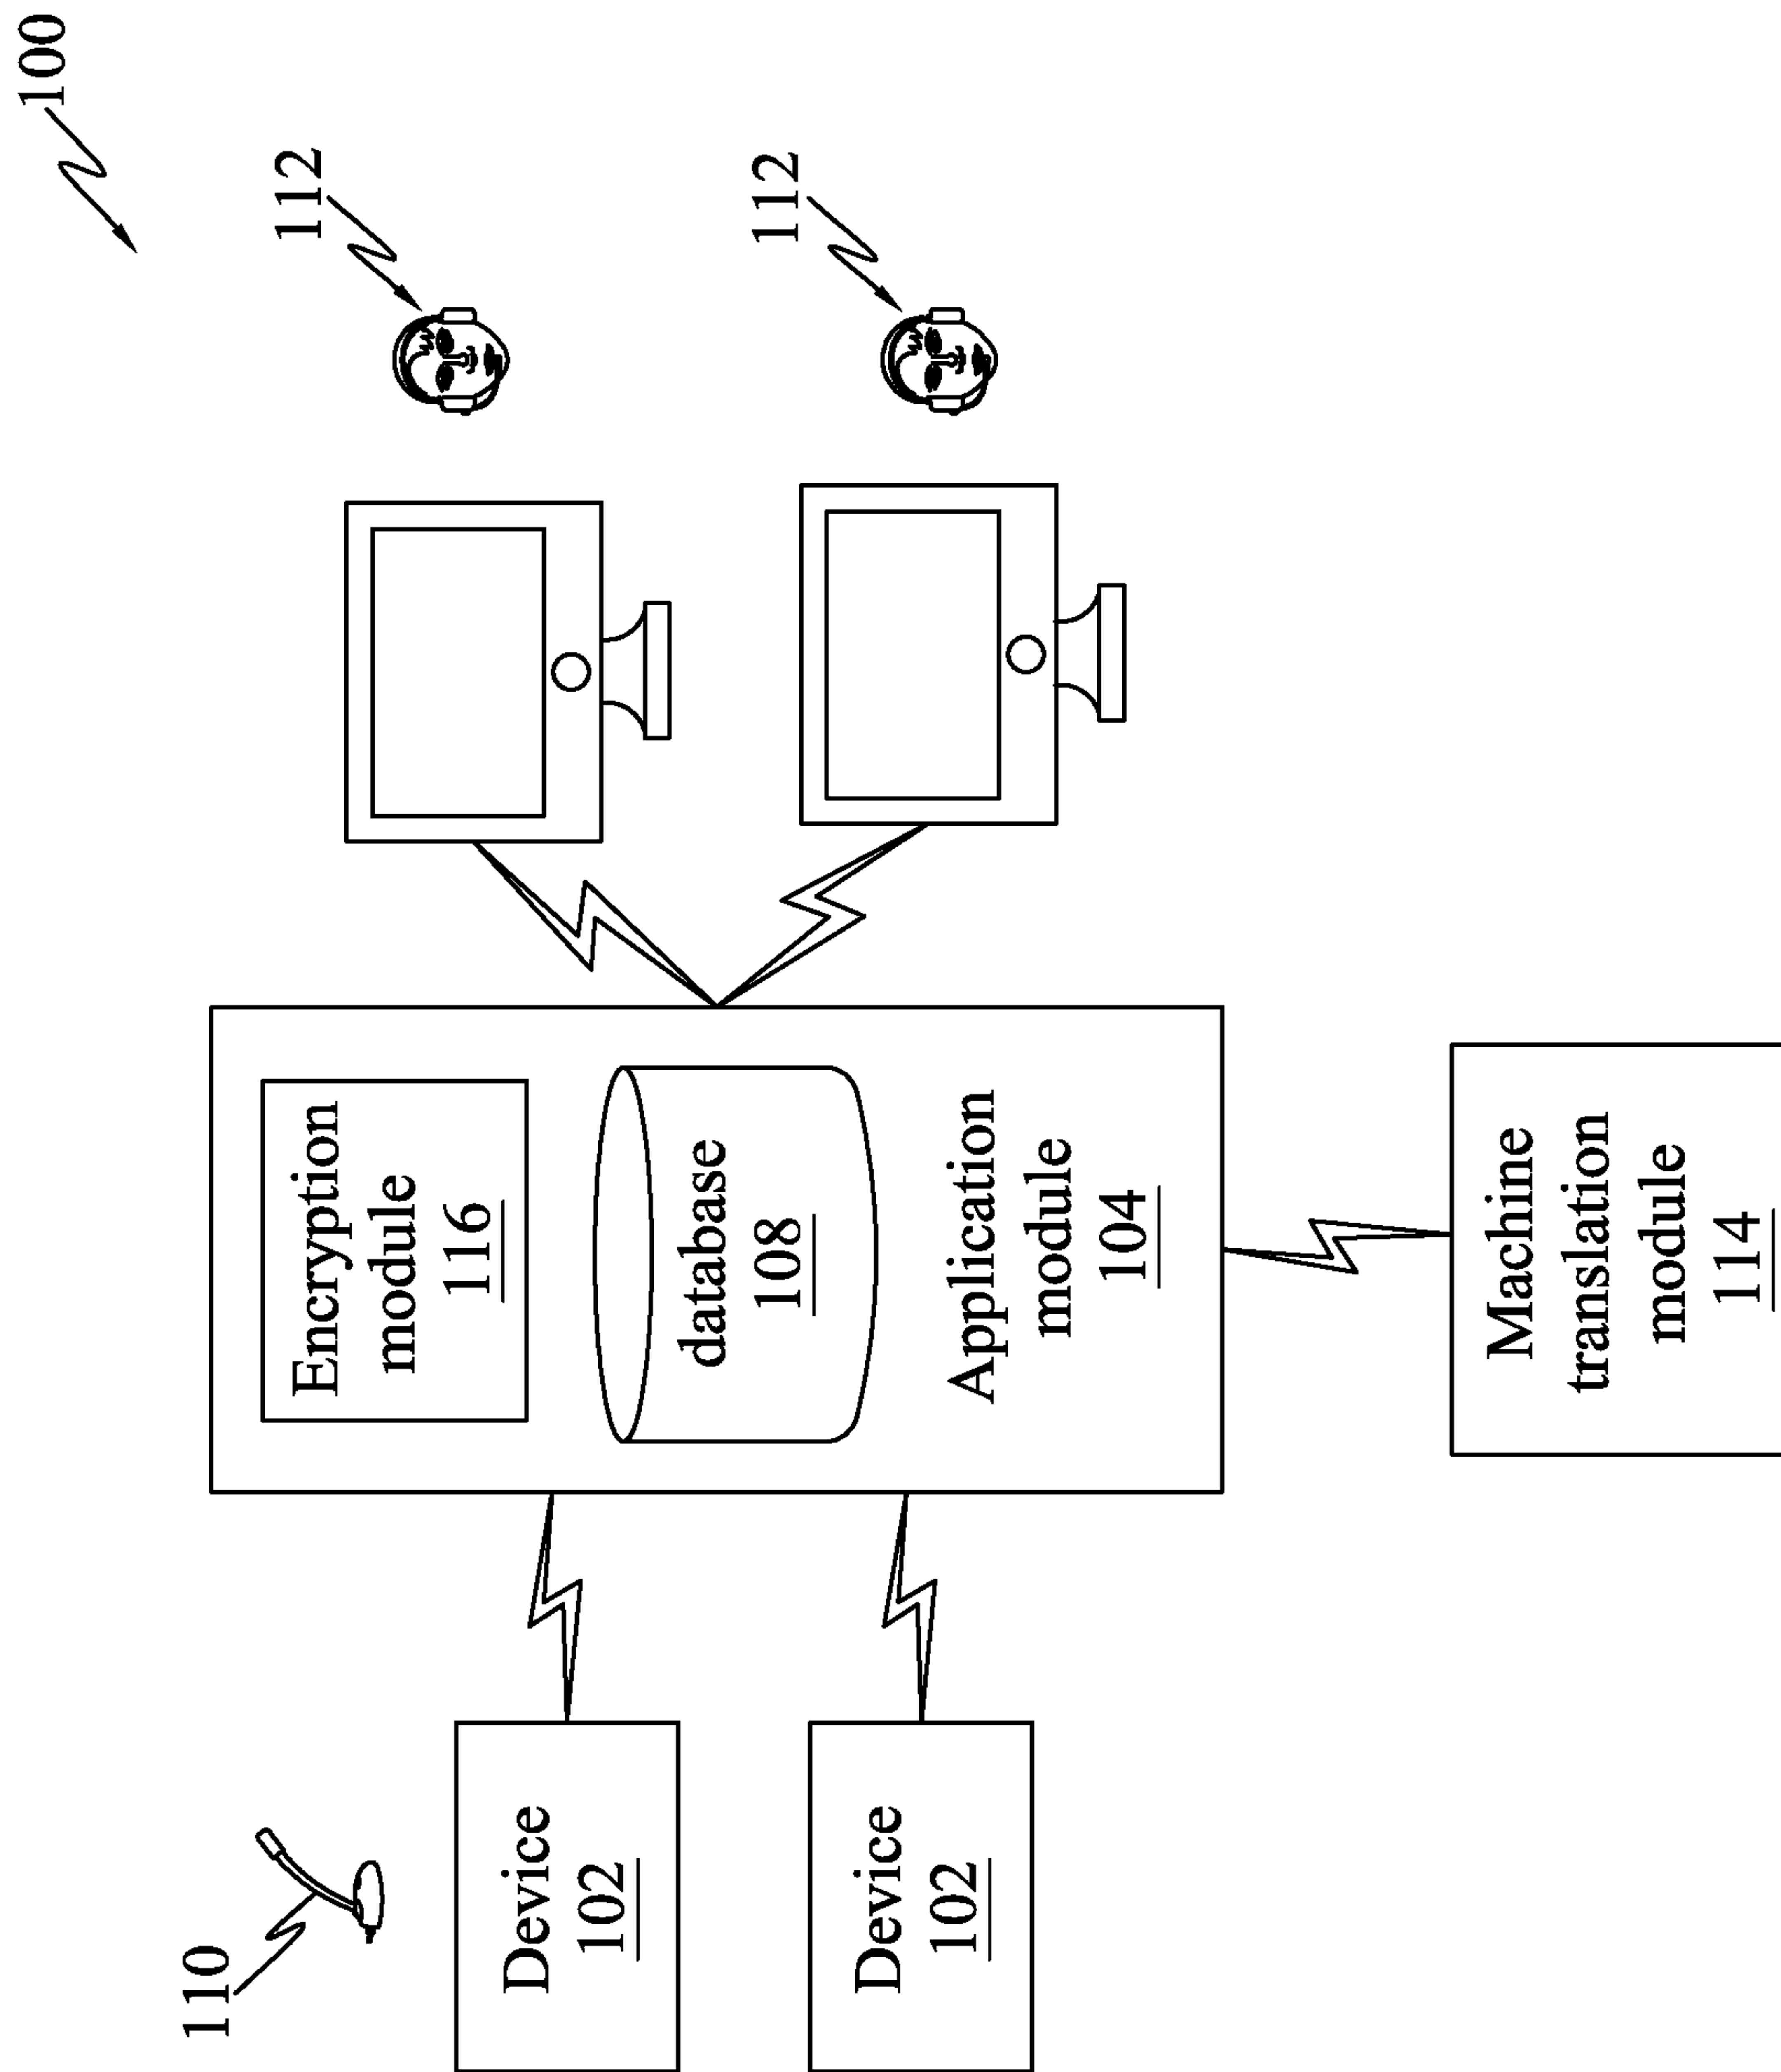 100
110
112
112
Device
102
Device
102
Encryption
module
116
database
108
Application
module
104
Machine
translation
module
114